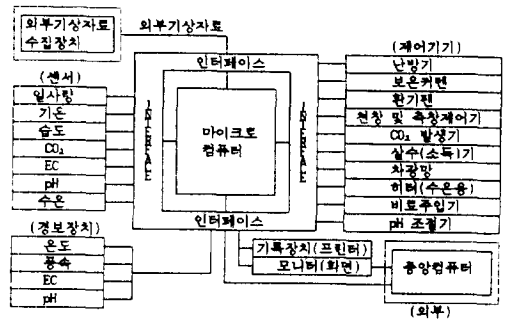 외부기상자료
수집장치
외부기상자료
(센서)
일사량
기온
습도
CO₂
EC
pH
수온
(경보장치)
온도
풍속
EC
pH
인터페이스
INTERFACE
마이크로
컴퓨터
INTERFACE
인터페이스
(제어기기)
난방기
보온커텐
환기팬
천창 및 측창제어기
CO₂ 발생기
살수(소독)기
차광망
히터(수온용)
비료주입기
pH 조절기
기록장치(프린터)
모니터(화면)
중앙컴퓨터
(외부)